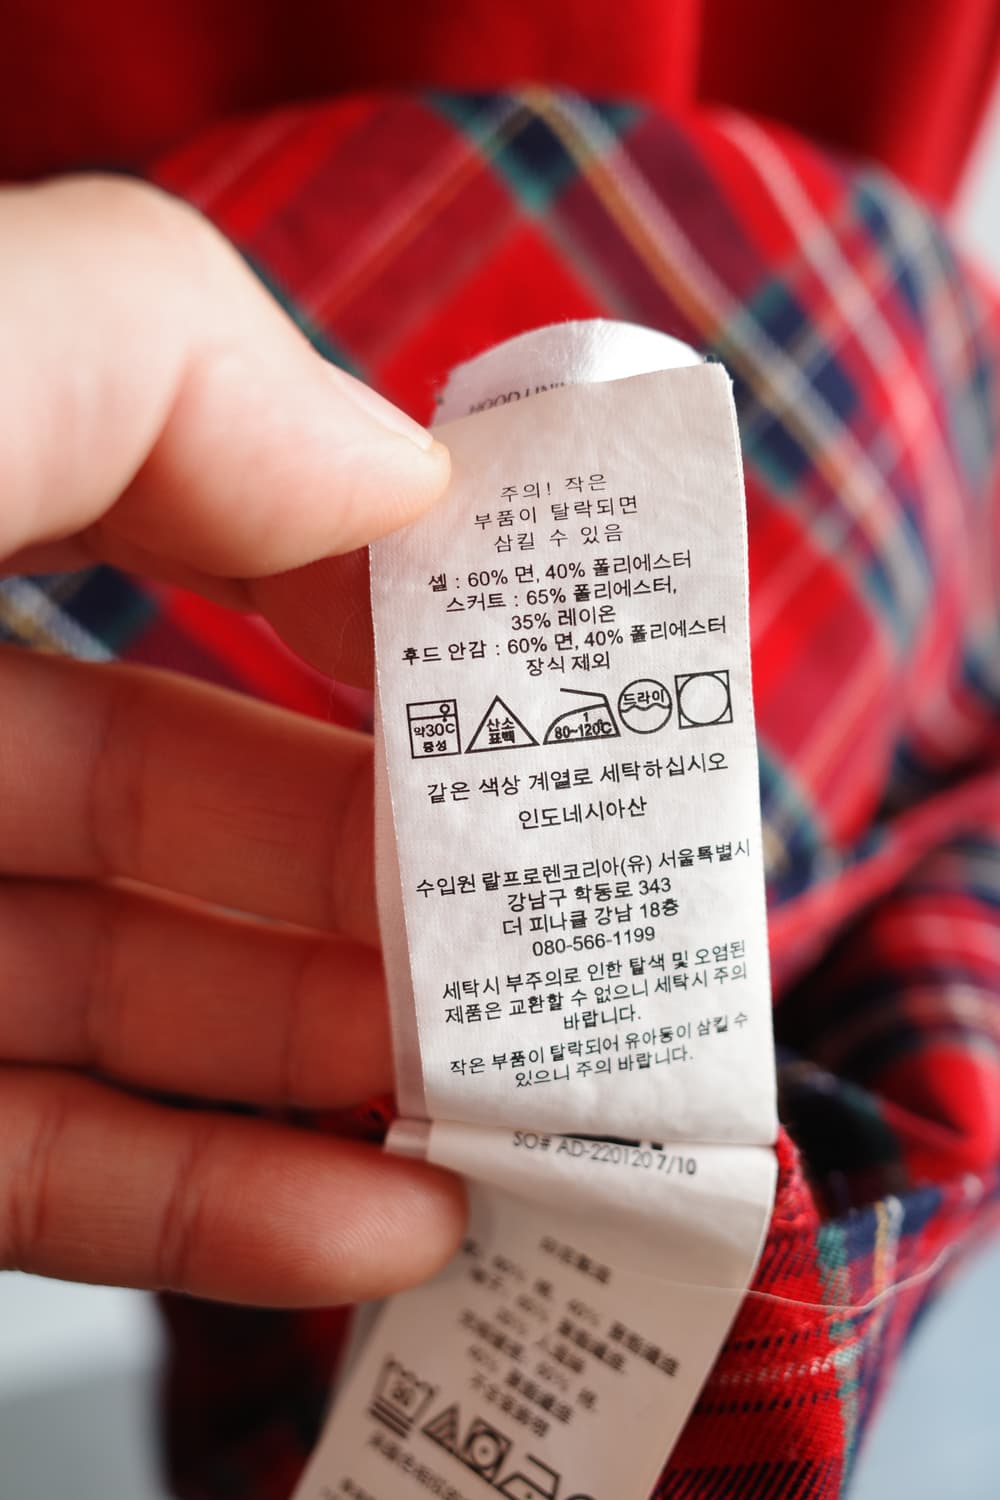 HOOD LINI
주의! 작은
부품이 탈락되면
삼킬 수 있음
쉘 : 60% 면, 40% 폴리에스터
스커트 : 65% 폴리에스터,
35% 레이온
후드 안감 : 60% 면, 40% 폴리에스터
장식 제외
약30℃ 중성
산소 표백
1 80~120℃
드라이
같은 색상 계열로 세탁하십시오
인도네시아산
수입원 랄프로렌코리아(유) 서울특별시
강남구 학동로 343
더 피나클 강남 18층
080-566-1199
세탁시 부주의로 인한 탈색 및 오염된
제품은 교환할 수 없으니 세탁시 주의
바랍니다.
작은 부품이 탈락되어 유아동이 삼킬 수
있으니 주의 바랍니다.
SO# AD-220120 7/10